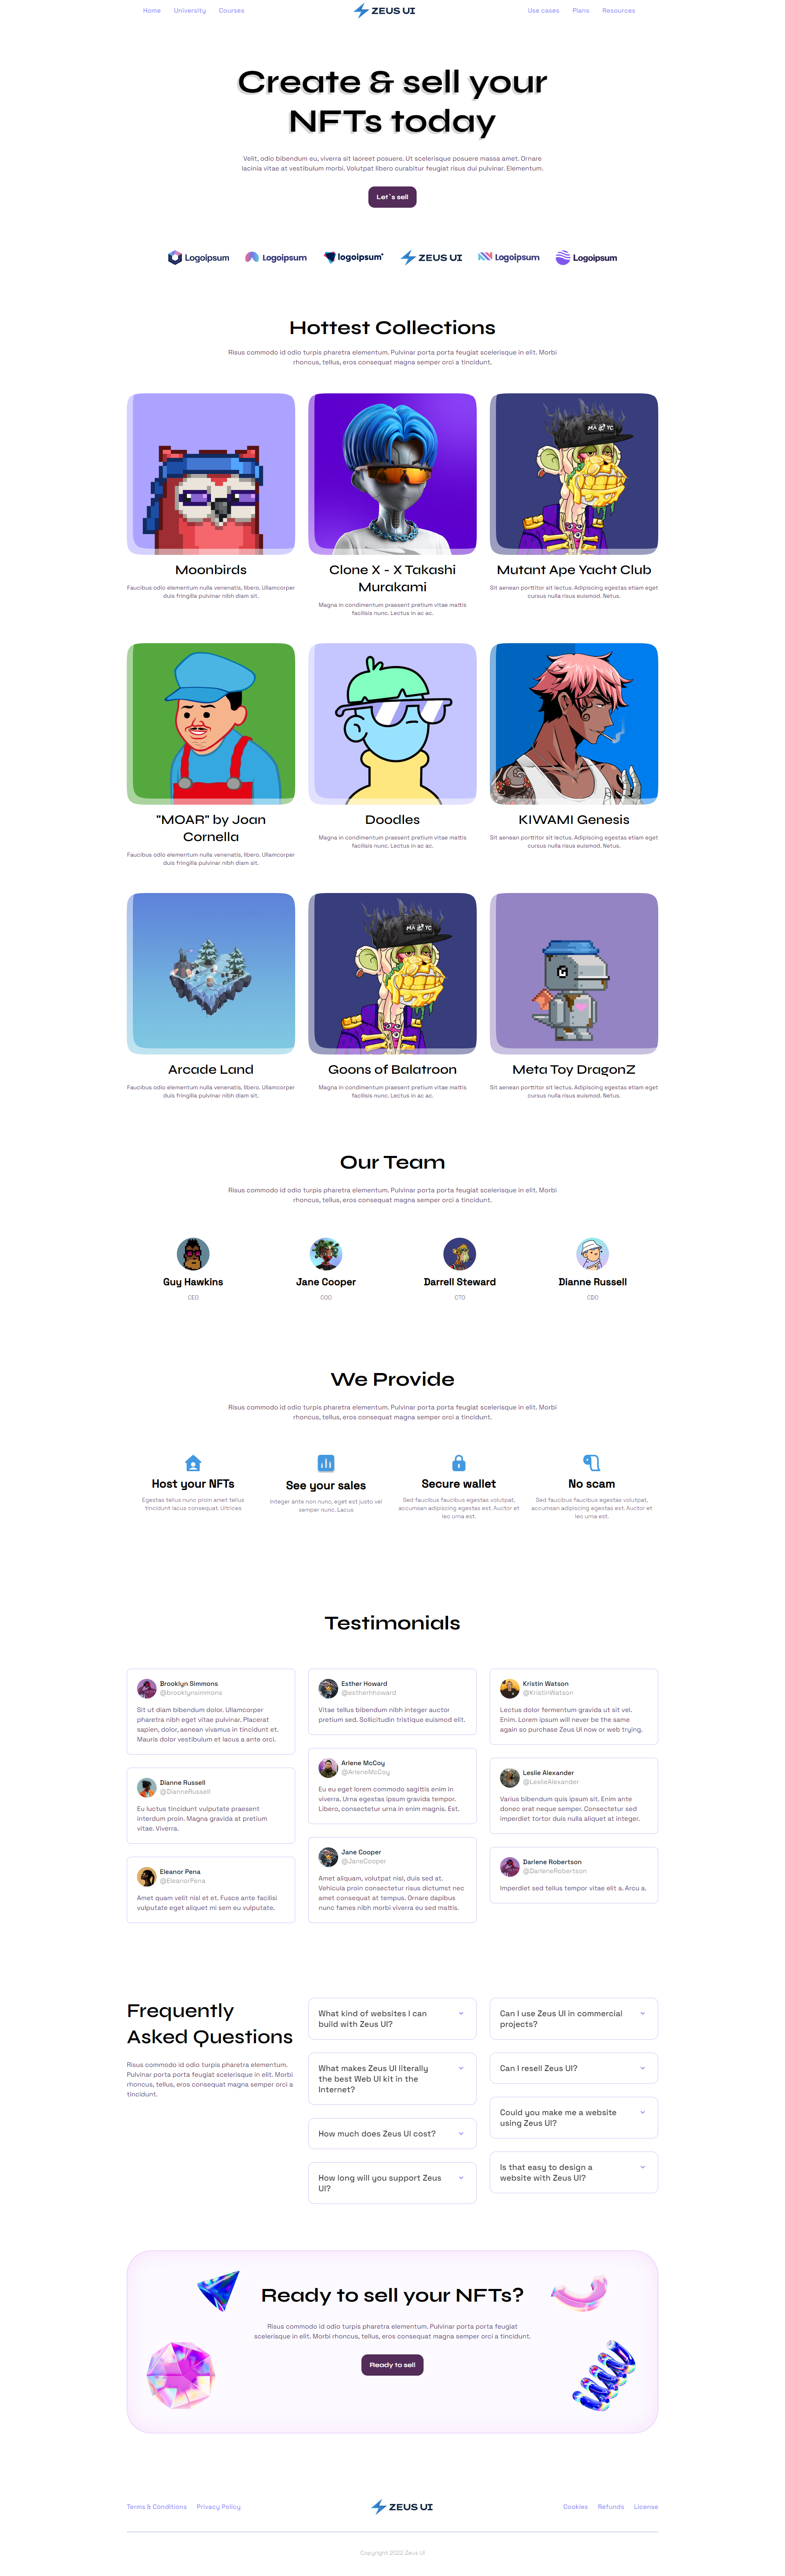 Home University Courses ZEUS UI Use cases Plans Resources
Create & sell your
NFTs today
Velit, odio bibendum eu, viverra sit laoreet posuere. Ut scelerisque posuere massa amet. Ornare
lacinia vitae at vestibulum morbi. Volutpat libero curabitur feugiat risus dui pulvinar. Elementum.
Let`s sell
Logoipsum Logoipsum logoipsum ZEUS UI Logoipsum Logoipsum
Hottest Collections
Risus commodo id odio turpis pharetra elementum. Pulvinar porta porta feugiat scelerisque in elit. Morbi
rhoncus, tellus, eros consequat magna semper orci a tincidunt.
MA YC
Moonbirds
Faucibus odio elementum nulla venenatis, libero. Ullamcorper
duis fringilla pulvinar nibh diam sit.
Clone X - X Takashi
Murakami
Magna in condimentum praesent pretium vitae mattis
facilisis nunc. Lectus in ac ac.
Mutant Ape Yacht Club
Sit aenean porttitor sit lectus. Adipiscing egestas etiam eget
cursus nulla risus euismod. Netus.
"MOAR" by Joan
Cornella
Faucibus odio elementum nulla venenatis, libero. Ullamcorper
duis fringilla pulvinar nibh diam sit.
Doodles
Magna in condimentum praesent pretium vitae mattis
facilisis nunc. Lectus in ac ac.
KIWAMI Genesis
Sit aenean porttitor sit lectus. Adipiscing egestas etiam eget
cursus nulla risus euismod. Netus.
MA YC
Arcade Land
Faucibus odio elementum nulla venenatis, libero. Ullamcorper
duis fringilla pulvinar nibh diam sit.
Goons of Balatroon
Magna in condimentum praesent pretium vitae mattis
facilisis nunc. Lectus in ac ac.
Meta Toy DragonZ
Sit aenean porttitor sit lectus. Adipiscing egestas etiam eget
cursus nulla risus euismod. Netus.
Our Team
Risus commodo id odio turpis pharetra elementum. Pulvinar porta porta feugiat scelerisque in elit. Morbi
rhoncus, tellus, eros consequat magna semper orci a tincidunt.
Guy Hawkins
CEO
Jane Cooper
COO
Darrell Steward
CTO
Dianne Russell
CDO
We Provide
Risus commodo id odio turpis pharetra elementum. Pulvinar porta porta feugiat scelerisque in elit. Morbi
rhoncus, tellus, eros consequat magna semper orci a tincidunt.
Host your NFTs
Egestas tellus nunc proin amet tellus
tincidunt lacus consequat. Ultrices
See your sales
Integer ante non nunc, eget est justo vel
semper nunc. Lacus
Secure wallet
Sed faucibus faucibus egestas volutpat,
accumsan adipiscing egestas est. Auctor et
leo urna est.
No scam
Sed faucibus faucibus egestas volutpat,
accumsan adipiscing egestas est. Auctor et
leo urna est.
Testimonials
Brooklyn Simmons
@brooklynsimmons
Sit ut diam bibendum dolor. Ullamcorper
pharetra nibh eget vitae pulvinar. Placerat
sapien, dolor, aenean vivamus in tincidunt et.
Mauris dolor vestibulum et lacus a ante orci.
Dianne Russell
@DianneRussell
Eu luctus tincidunt vulputate praesent
interdum proin. Magna gravida at pretium
vitae. Viverra.
Eleanor Pena
@EleanorPena
Amet quam velit nisl et et. Fusce ante facilisi
vulputate eget aliquet mi sem eu vulputate.
Esther Howard
@estherhhoward
Vitae tellus bibendum nibh integer auctor
pretium sed. Sollicitudin tristique euismod elit.
Arlene McCoy
@ArleneMcCoy
Eu eu eget lorem commodo sagittis enim in
viverra. Urna egestas ipsum gravida tempor.
Libero, consectetur urna in enim magnis. Est.
Jane Cooper
@JaneCooper
Amet aliquam, volutpat nisl, duis sed at.
Vehicula proin consectetur risus dictumst nec
amet consequat at tempus. Ornare dapibus
nunc fames nibh morbi viverra eu sed mattis.
Kristin Watson
@KristinWatson
Lectus dolor fermentum gravida ut sit vel.
Enim. Lorem ipsum will never be the same
again so purchase Zeus UI now or web trying.
Leslie Alexander
@LeslieAlexander
Varius bibendum quis ipsum sit. Enim ante
donec erat neque semper. Consectetur sed
imperdiet tortor duis nulla aliquet at integer.
Darlene Robertson
@DarleneRobertson
Imperdiet sed tellus tempor vitae elit a. Arcu a.
Frequently
Asked Questions
Risus commodo id odio turpis pharetra elementum.
Pulvinar porta porta feugiat scelerisque in elit. Morbi
rhoncus, tellus, eros consequat magna semper orci a
tincidunt.
What kind of websites I can
build with Zeus UI?
What makes Zeus UI literally
the best Web UI kit in the
Internet?
How much does Zeus UI cost?
How long will you support Zeus
UI?
Can I use Zeus UI in commercial
projects?
Can I resell Zeus UI?
Could you make me a website
using Zeus UI?
Is that easy to design a
website with Zeus UI?
Ready to sell your NFTs?
Risus commodo id odio turpis pharetra elementum. Pulvinar porta porta feugiat
scelerisque in elit. Morbi rhoncus, tellus, eros consequat magna semper orci a tincidunt.
Ready to sell
Terms & Conditions Privacy Policy ZEUS UI Cookies Refunds License
Copyright 2022 Zeus UI